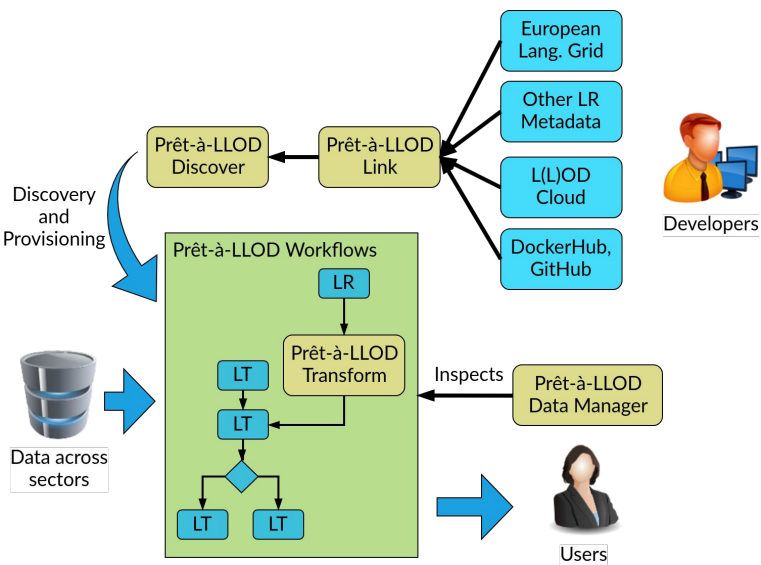 European
Lang. Grid
Other LR
Metadata
Prêt-à-LLOD
Discover
Prêt-à-LLOD
Link
L(L)OD
Cloud
Developers
Discovery
and
Provisioning
DockerHub,
GitHub
Prêt-à-LLOD Workflows
LR
Prêt-à-LLOD
Transform
LT
LT
LT
LT
Inspects
Prêt-à-LLOD
Data Manager
Data across
sectors
Users